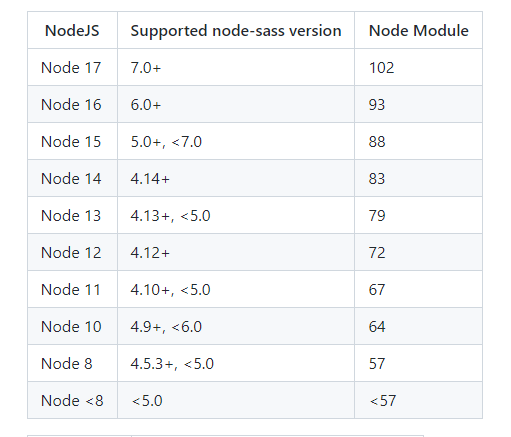 NodeJS Supported node-sass version Node Module
Node 17 7.0+ 102
Node 16 6.0+ 93
Node 15 5.0+, <7.0 88
Node 14 4.14+ 83
Node 13 4.13+, <5.0 79
Node 12 4.12+ 72
Node 11 4.10+, <5.0 67
Node 10 4.9+, <6.0 64
Node 8 4.5.3+, <5.0 57
Node <8 <5.0 <57